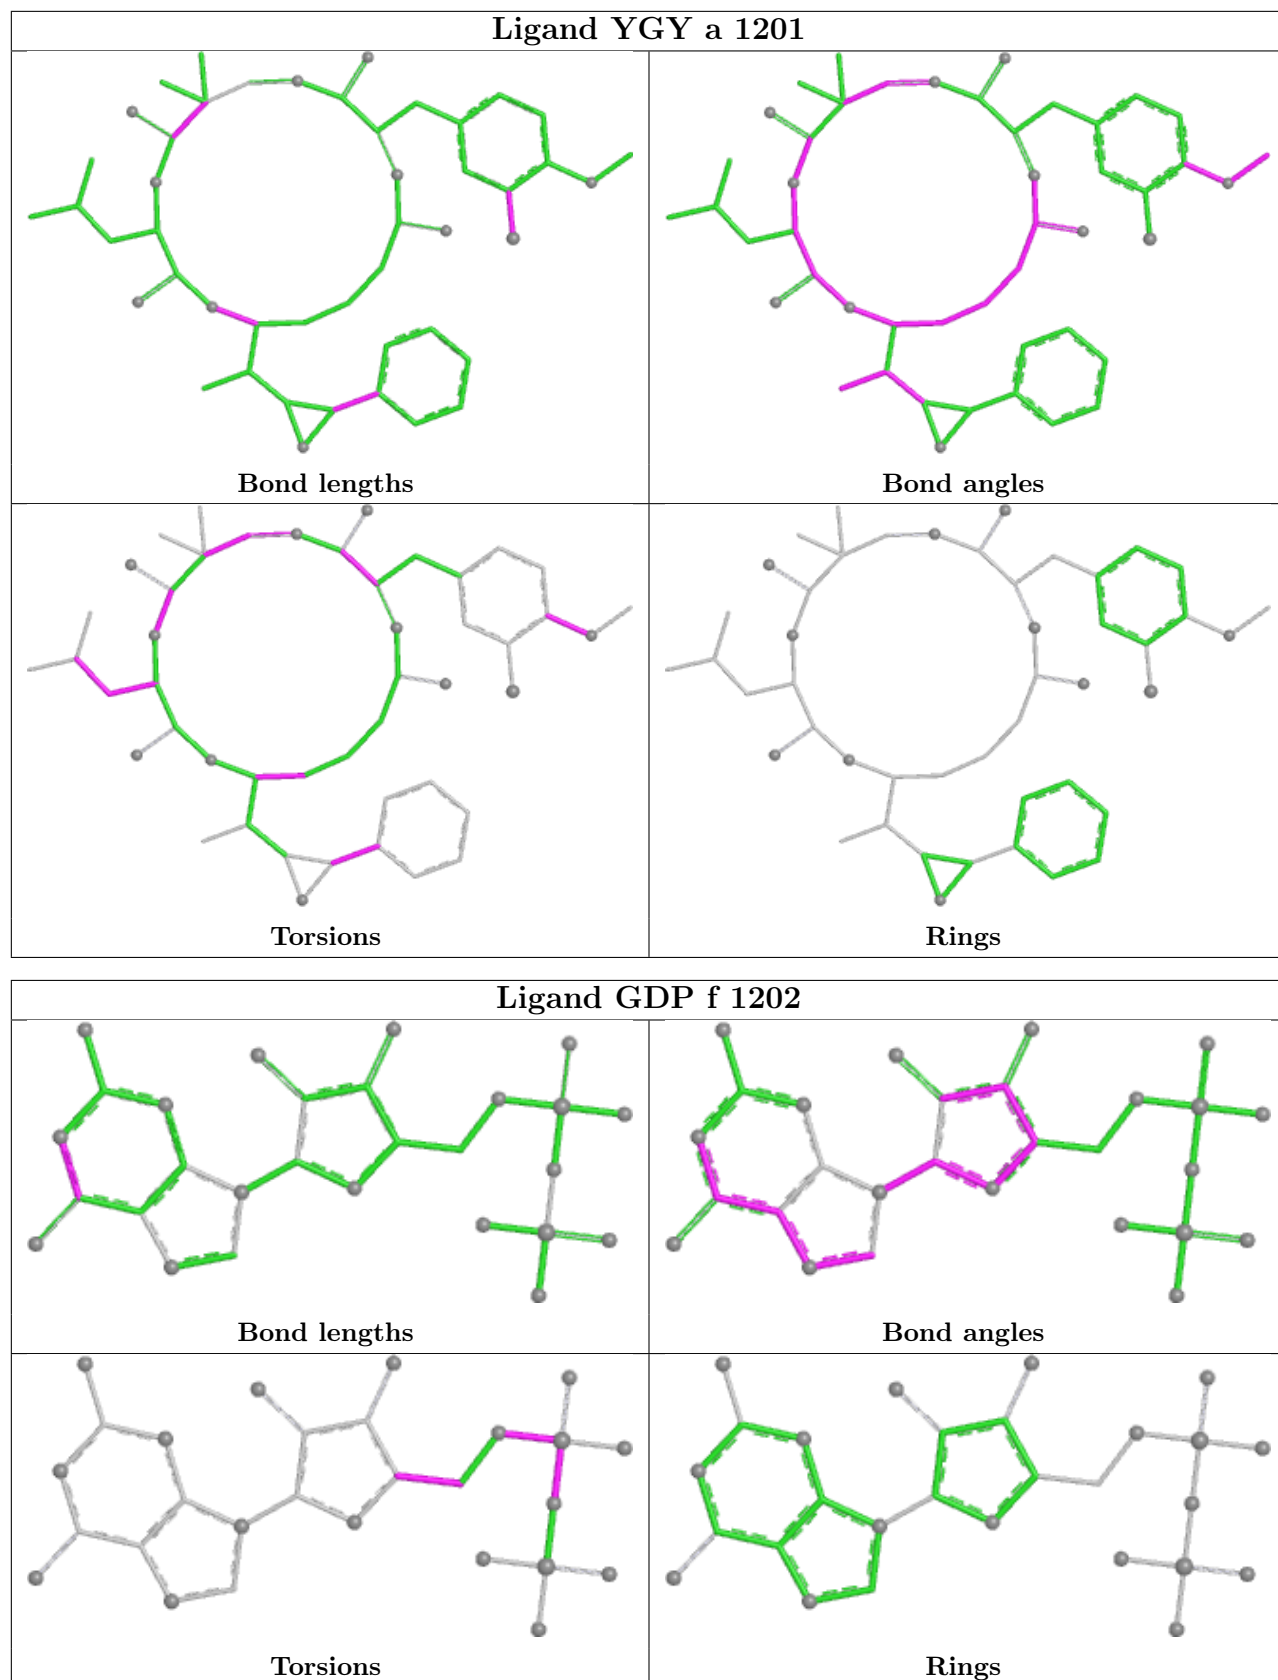 Ligand YGY a 1201
Bond lengths
Bond angles
Torsions
Rings
Ligand GDP f 1202
Bond lengths
Bond angles
Torsions
Rings